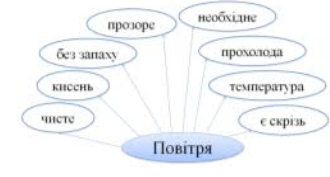 прозоре
необхідне
без запаху
прохолода
кисень
температура
чисте
є скрізь
Повітря